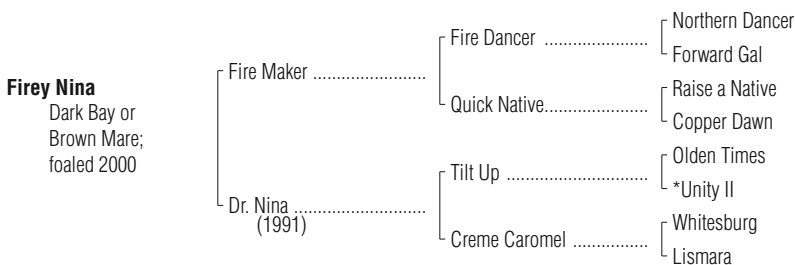 Northern Dancer
Fire Dancer ......................
Forward Gal
Fire Maker ........................
Firey Nina
Raise a Native
Dark Bay or
Quick Native......................
Copper Dawn
Brown Mare;
foaled 2000
Olden Times
Tilt Up ..............................
*Unity II
Dr. Nina ............................
(1991)
Whitesburg
Creme Caromel ................
Lismara